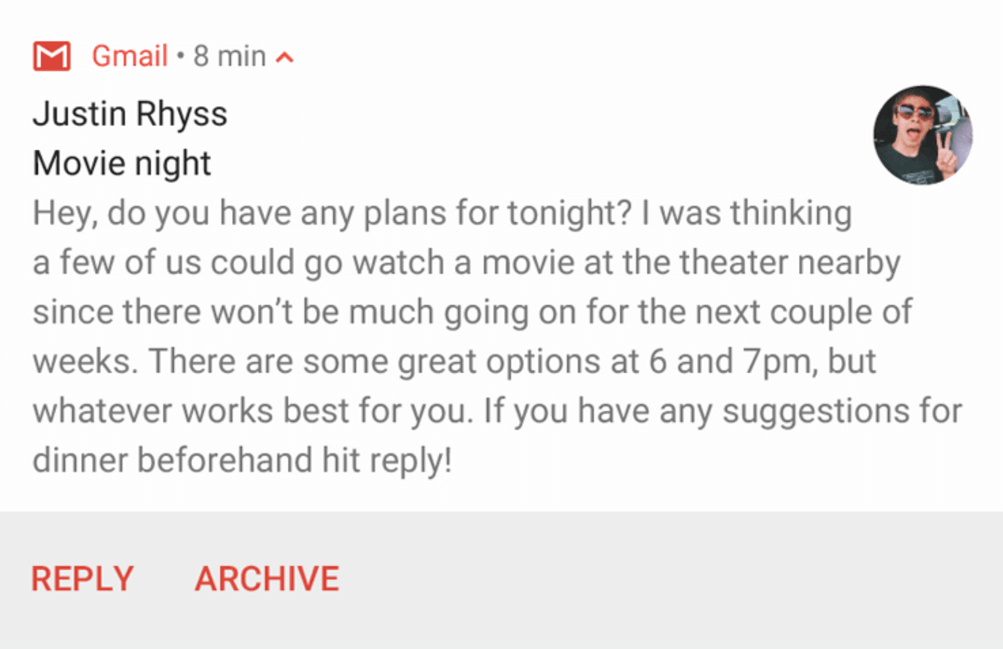 Gmail • 8 min
Justin Rhyss
Movie night
Hey, do you have any plans for tonight? I was thinking
a few of us could go watch a movie at the theater nearby
since there won’t be much going on for the next couple of
weeks. There are some great options at 6 and 7pm, but
whatever works best for you. If you have any suggestions for
dinner beforehand hit reply!
REPLY ARCHIVE